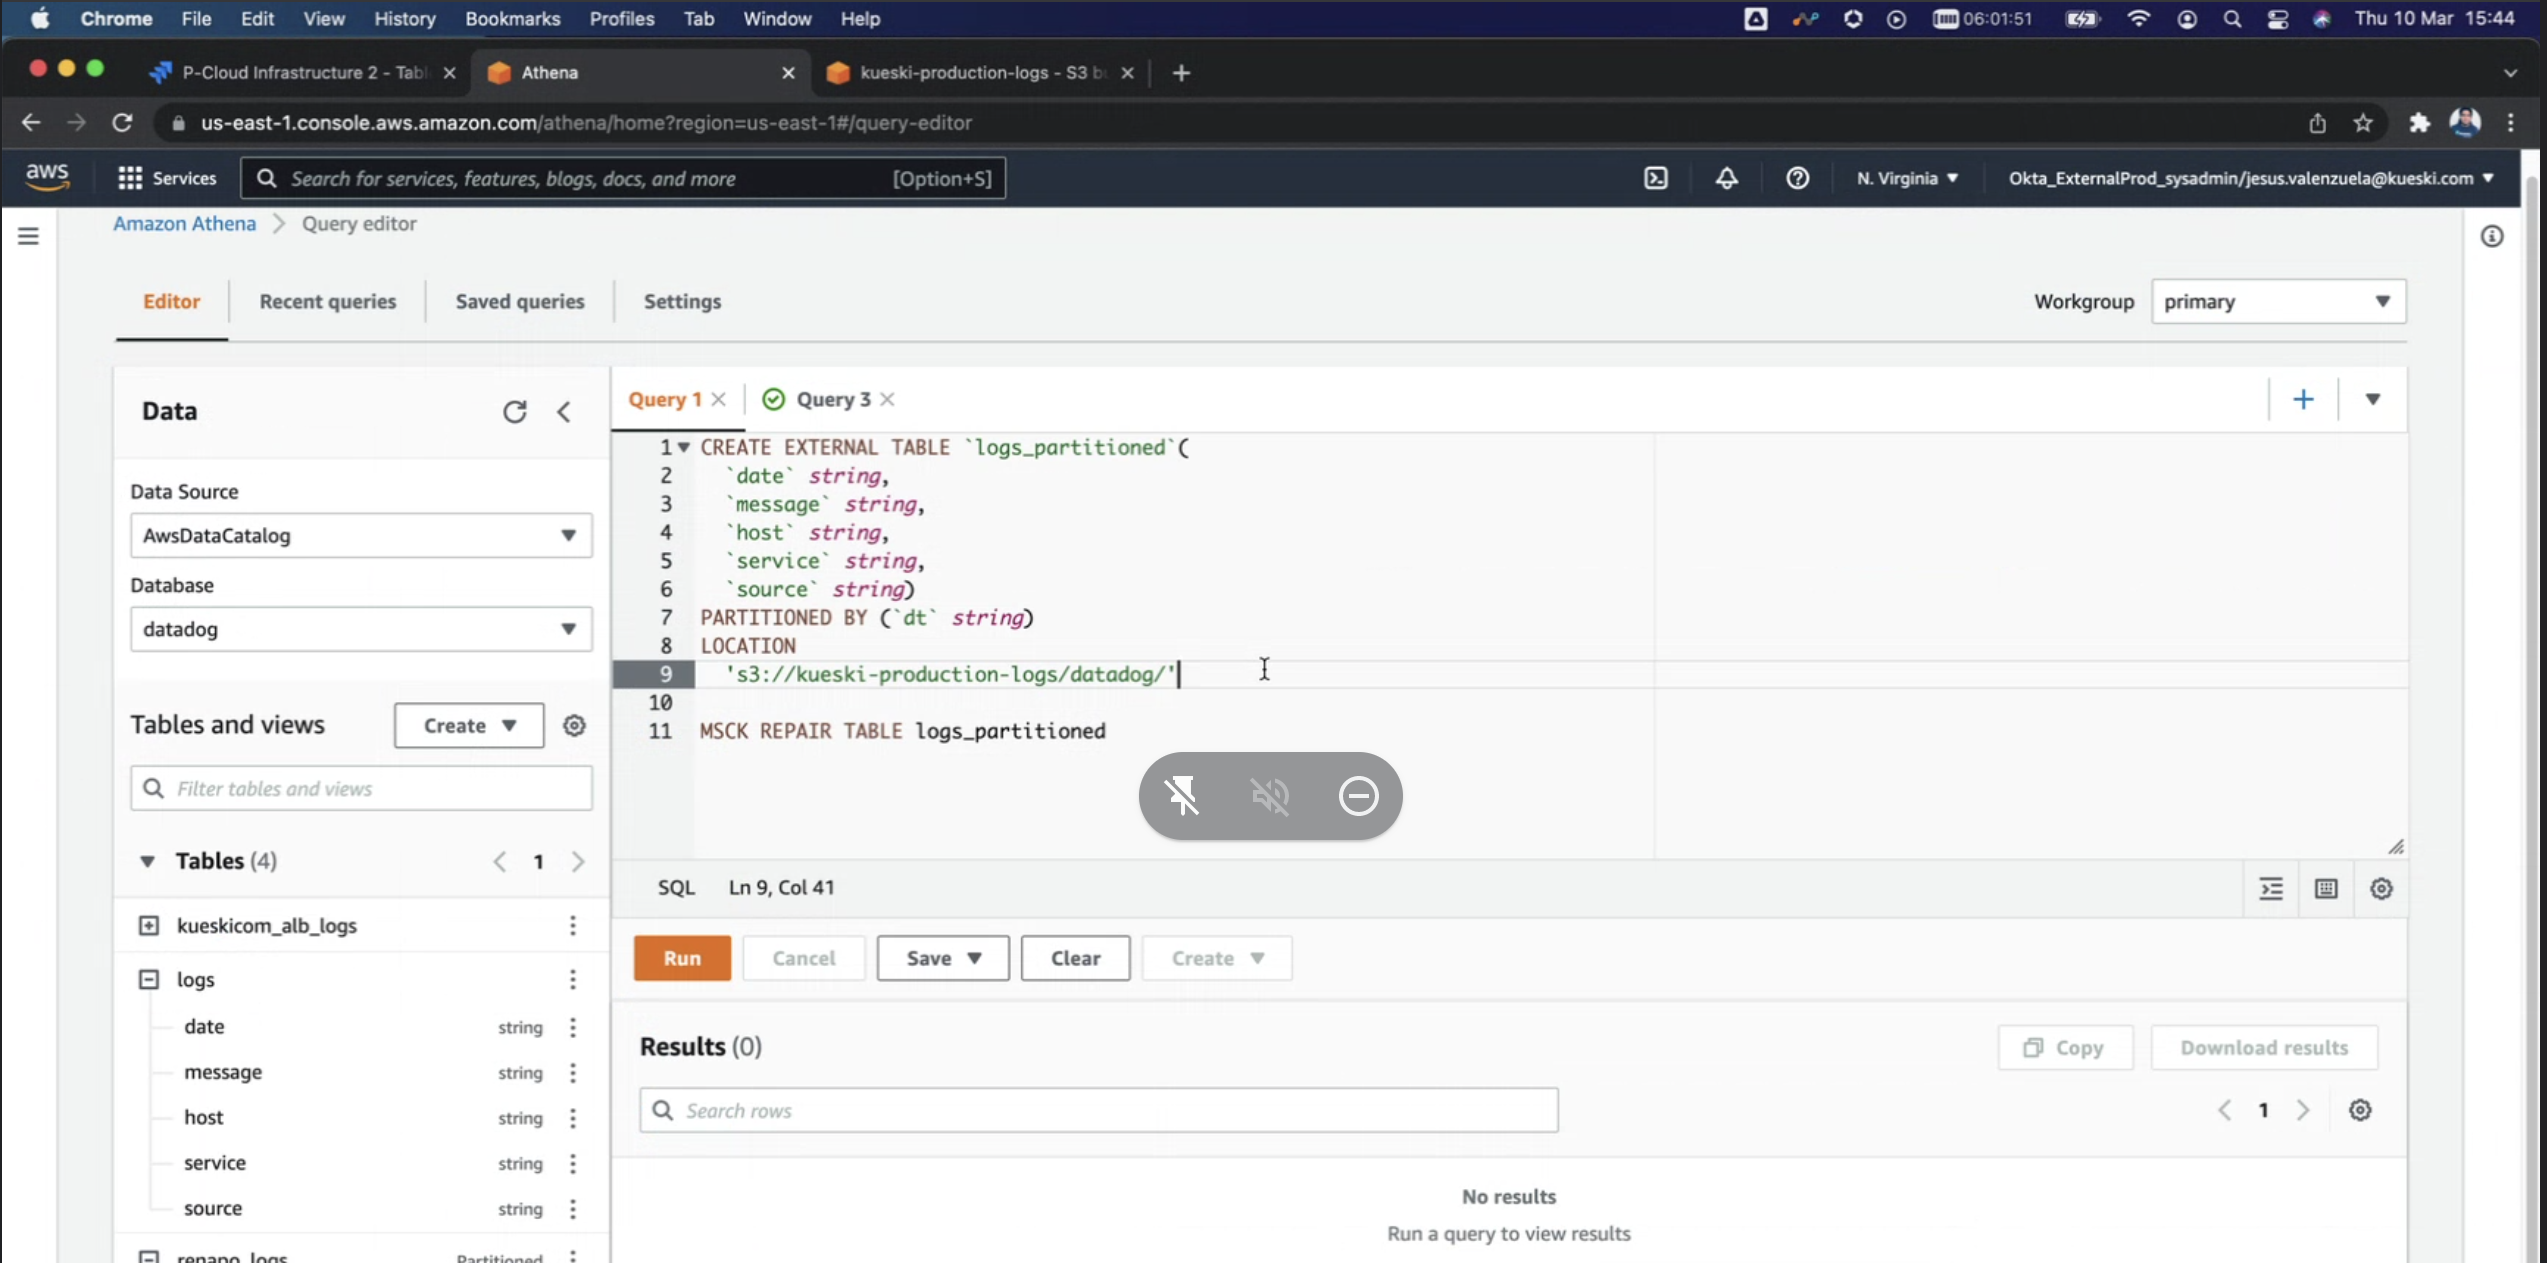 Chrome File Edit View History Bookmarks Profiles Tab Window Help 06:01:51 Thu 10 Mar 15:44
P-Cloud Infrastructure 2 - Tabl Athena kueski-production-logs - S3 b
us-east-1.console.aws.amazon.com/athena/home?region=us-east-1#/query-editor
aws Services Search for services, features, blogs, docs, and more [Option+S] N. Virginia Okta_ExternalProd_sysadmin/jesus.valenzuela@kueski.com
Amazon Athena Query editor
Editor Recent queries Saved queries Settings Workgroup primary
Data
Data Source
AwsDataCatalog
Database
datadog
Tables and views Create
Filter tables and views
Tables (4) 1
kueskicom_alb_logs
logs
date string
message string
host string
service string
source string
renapo_logs Partitioned
Query 1 Query 3
1 CREATE EXTERNAL TABLE `logs_partitioned`(
2 `date` string,
3 `message` string,
4 `host` string,
5 `service` string,
6 `source` string)
7 PARTITIONED BY (`dt` string)
8 LOCATION
9 's3://kueski-production-logs/datadog/'
10
11 MSCK REPAIR TABLE logs_partitioned
SQL Ln 9, Col 41
Run Cancel Save Clear Create
Results (0) Copy Download results
Search rows 1
No results
Run a query to view results